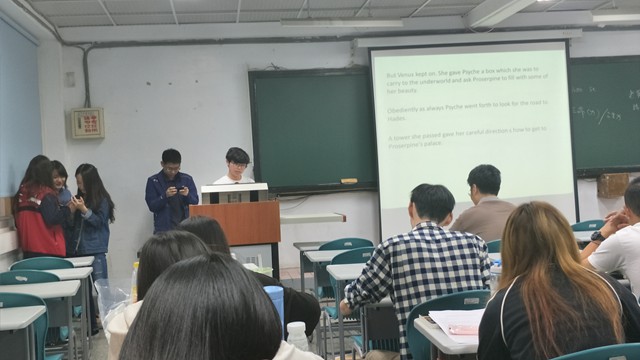 But Venus kept on. She gave Psyche a box which she was to
carry to the underworld and ask Proserpine to fill with some of
her beauty.
Obediently as always Psyche went forth to look for the road to
Hades.
A tower she passed gave her careful directions how to get to
Proserpine's palace.